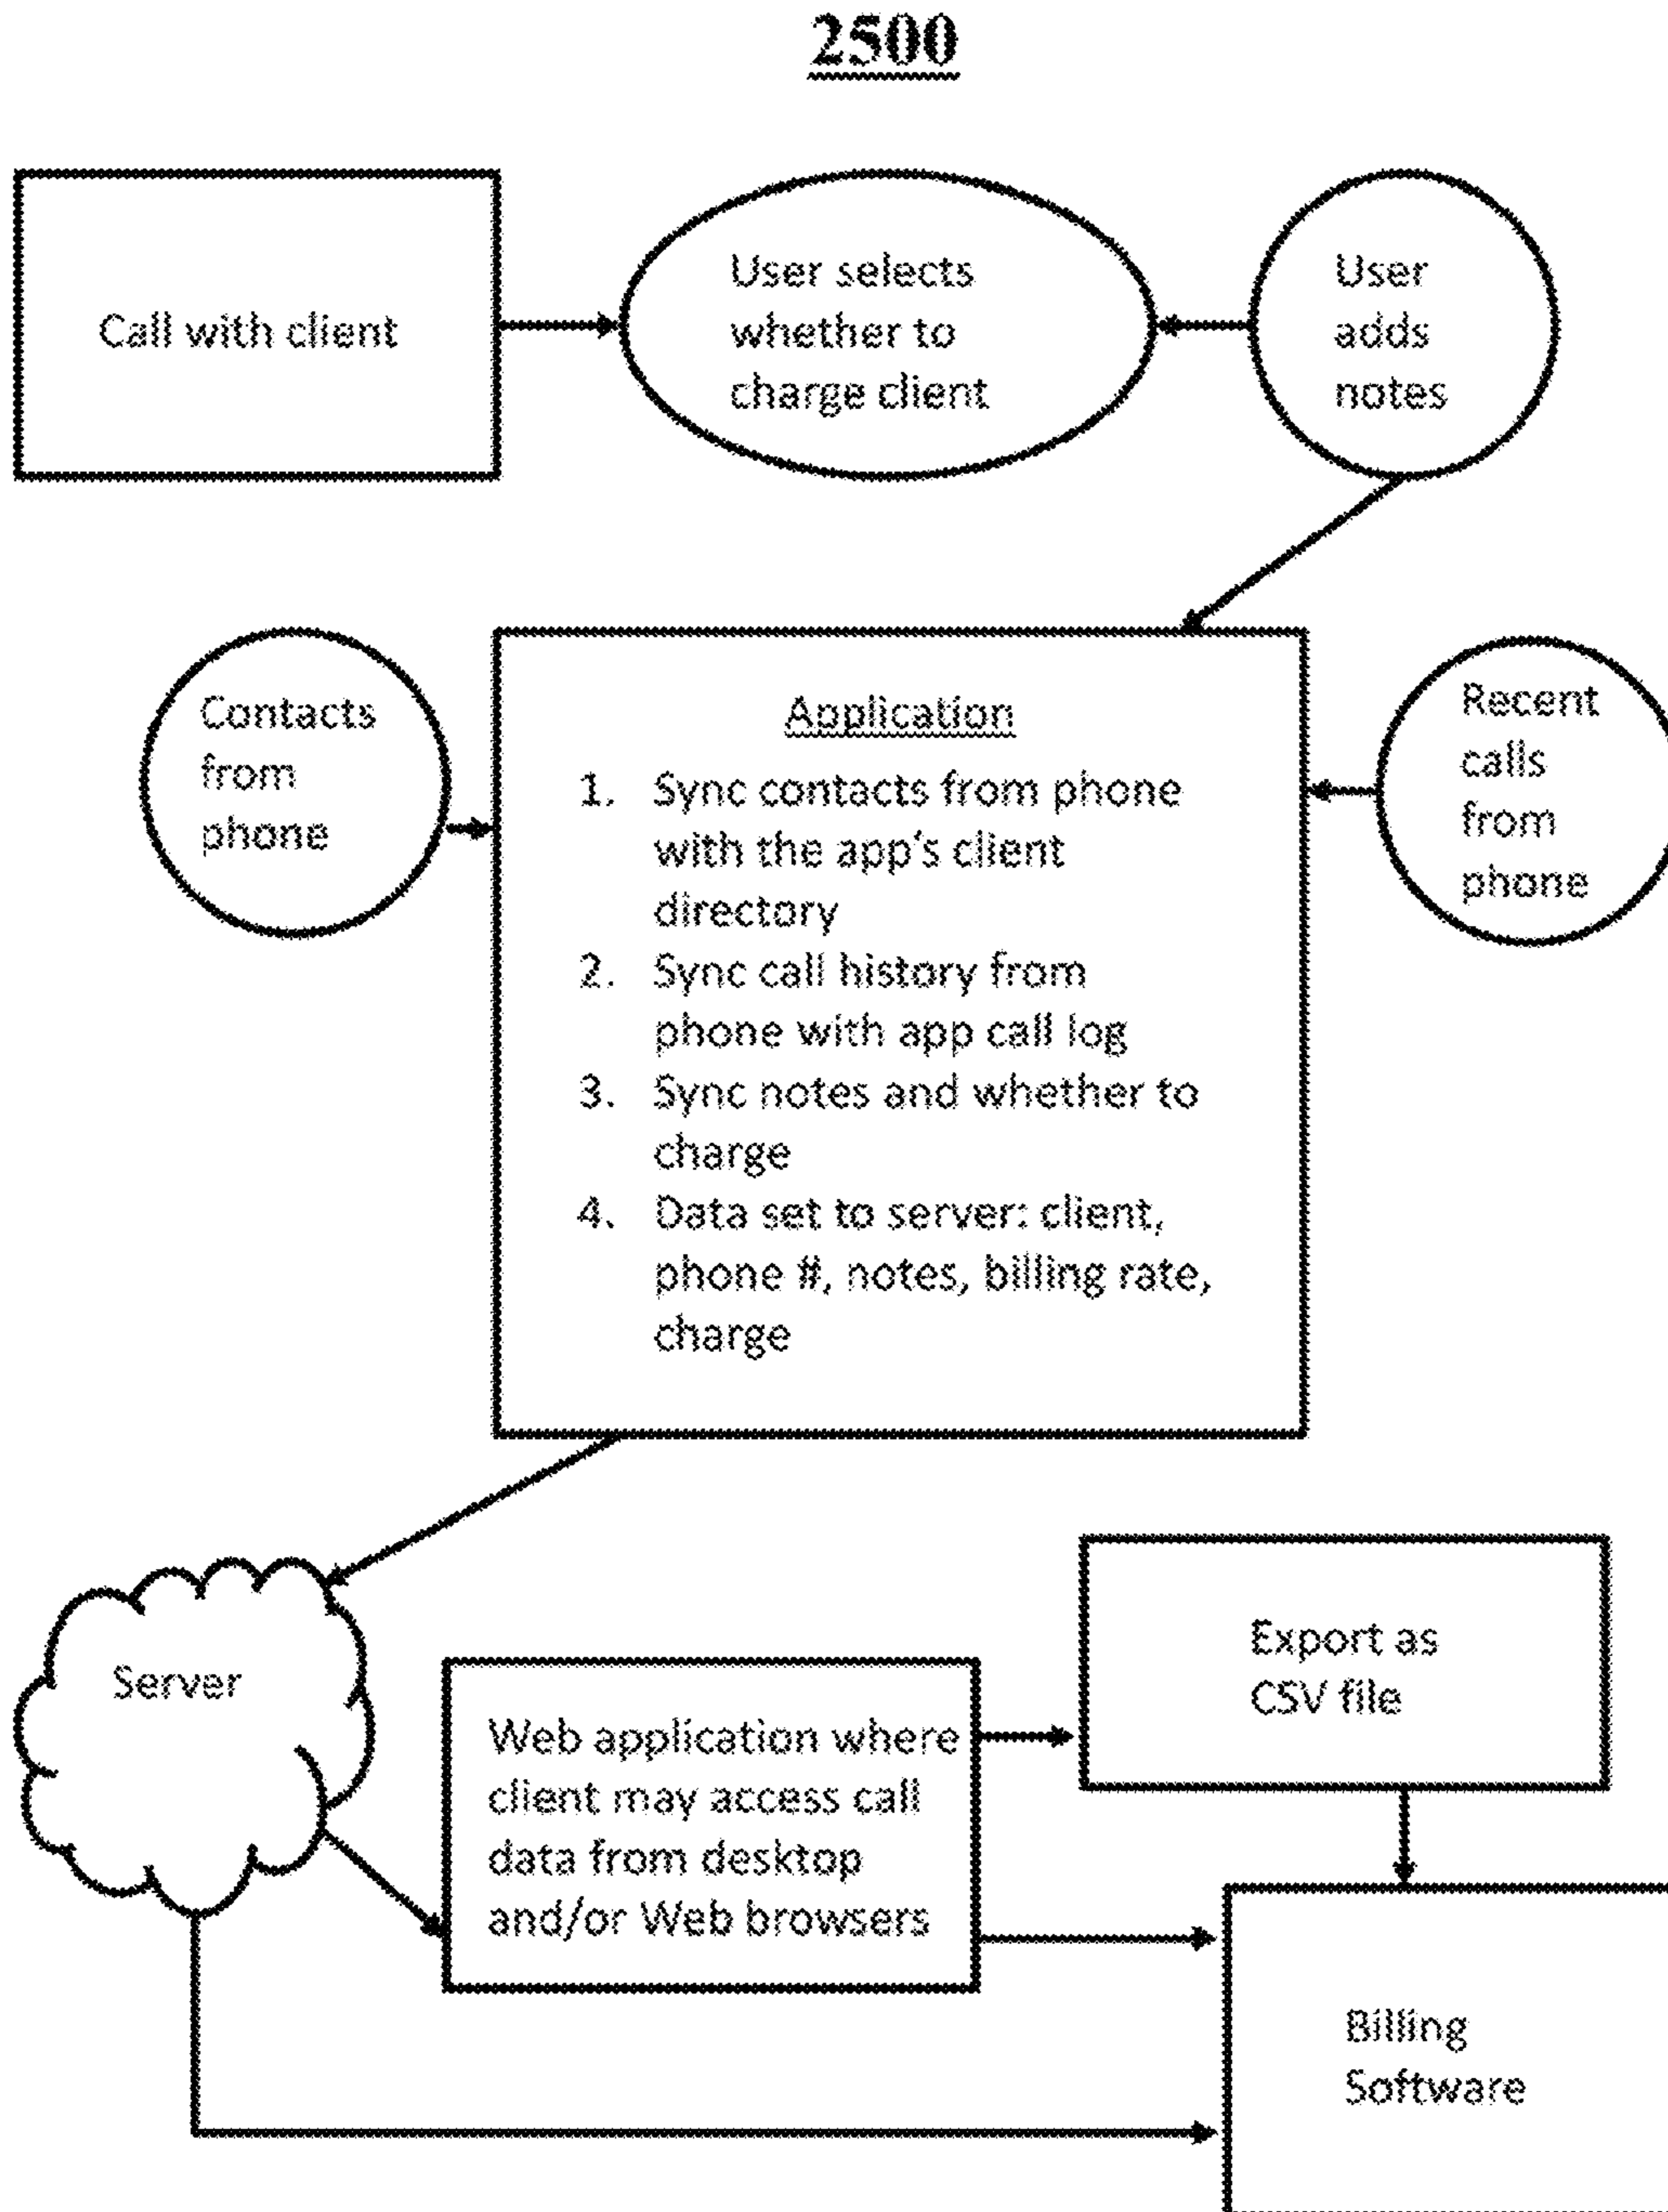 2500
Call with client
User selects
whether to
charge client
User
adds
notes
Contacts
from
phone
Application
1. Sync contacts from phone
with the app's client
directory
2. Sync call history from
phone with app call log
3. Sync notes and whether to
charge
4. Data set to server: client,
phone #, notes, billing rate,
charge
Recent
calls
from
phone
Server
Web application where
client may access call
data from desktop
and/or Web browsers
Export as
CSV file
Billing
Software